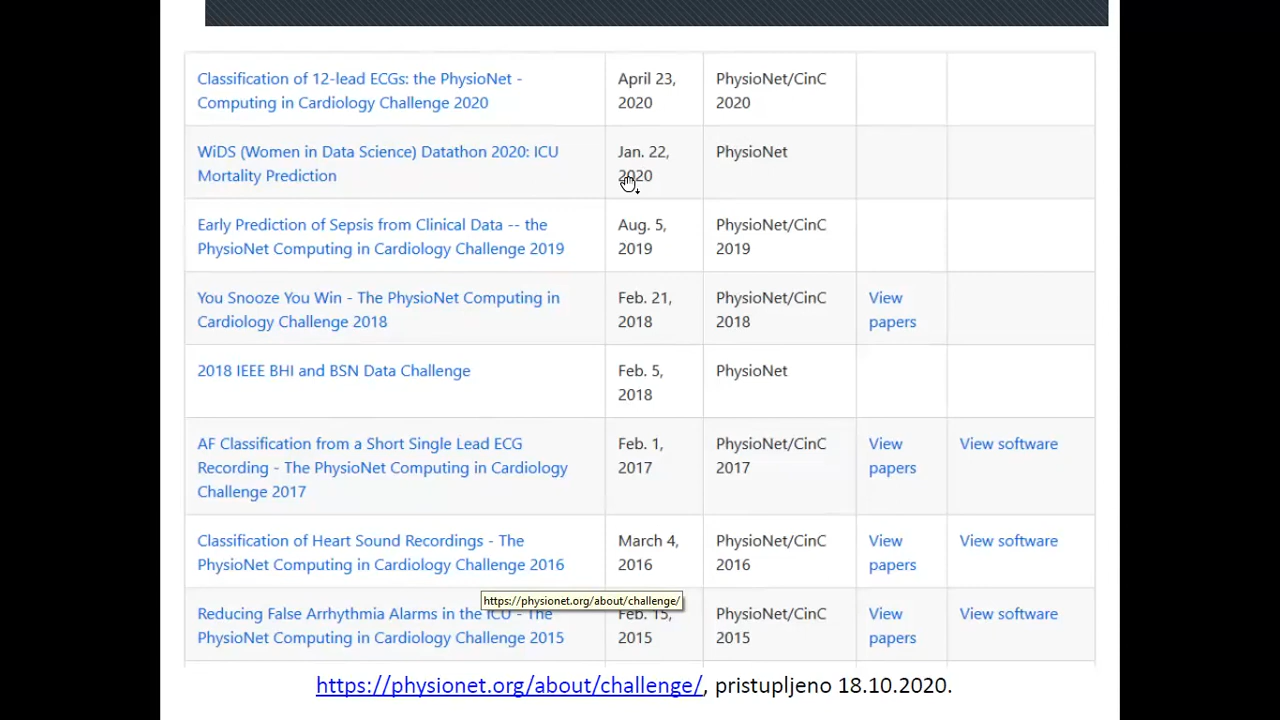 Classification of 12-lead ECGs: the PhysioNet -
Computing in Cardiology Challenge 2020
April 23,
2020
PhysioNet/CinC
2020
WiDS (Women in Data Science) Datathon 2020: ICU
Mortality Prediction
Jan. 22,
2020
PhysioNet
Early Prediction of Sepsis from Clinical Data -- the
PhysioNet Computing in Cardiology Challenge 2019
Aug. 5,
2019
PhysioNet/CinC
2019
You Snooze You Win - The PhysioNet Computing in
Cardiology Challenge 2018
Feb. 21,
2018
PhysioNet/CinC
2018
View
papers
2018 IEEE BHI and BSN Data Challenge
Feb. 5,
2018
PhysioNet
AF Classification from a Short Single Lead ECG
Recording - The PhysioNet Computing in Cardiology
Challenge 2017
Feb. 1,
2017
PhysioNet/CinC
2017
View
papers
View software
Classification of Heart Sound Recordings - The
PhysioNet Computing in Cardiology Challenge 2016
March 4,
2016
PhysioNet/CinC
2016
View
papers
View software
https://physionet.org/about/challenge/
Reducing False Arrhythmia Alarms in the ICU - The
PhysioNet Computing in Cardiology Challenge 2015
Feb. 15,
2015
PhysioNet/CinC
2015
View
papers
View software
https://physionet.org/about/challenge/, pristupljeno 18.10.2020.